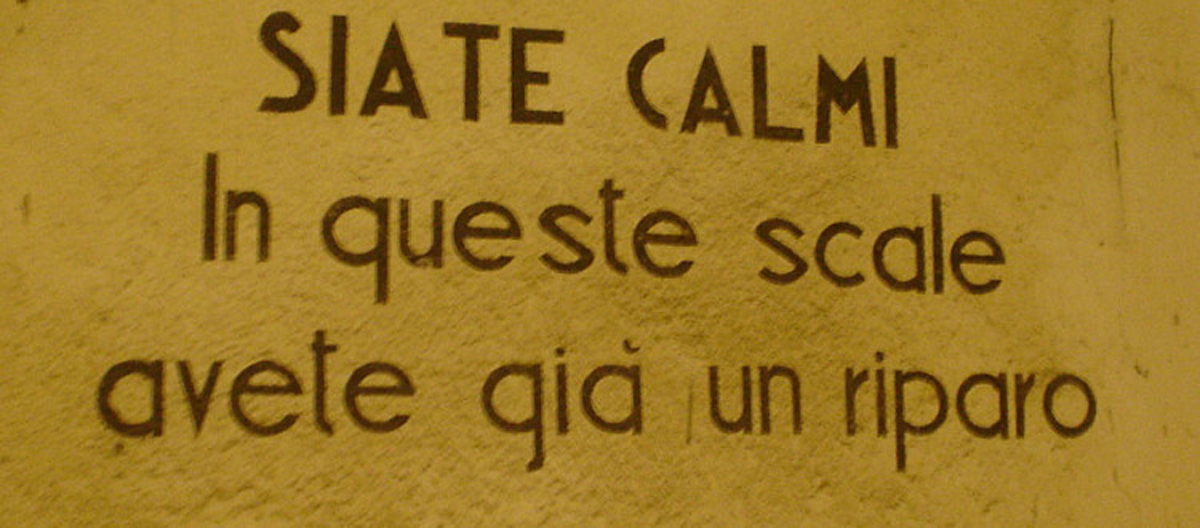 SIATE CALMI
In queste scale
avete già un riparo